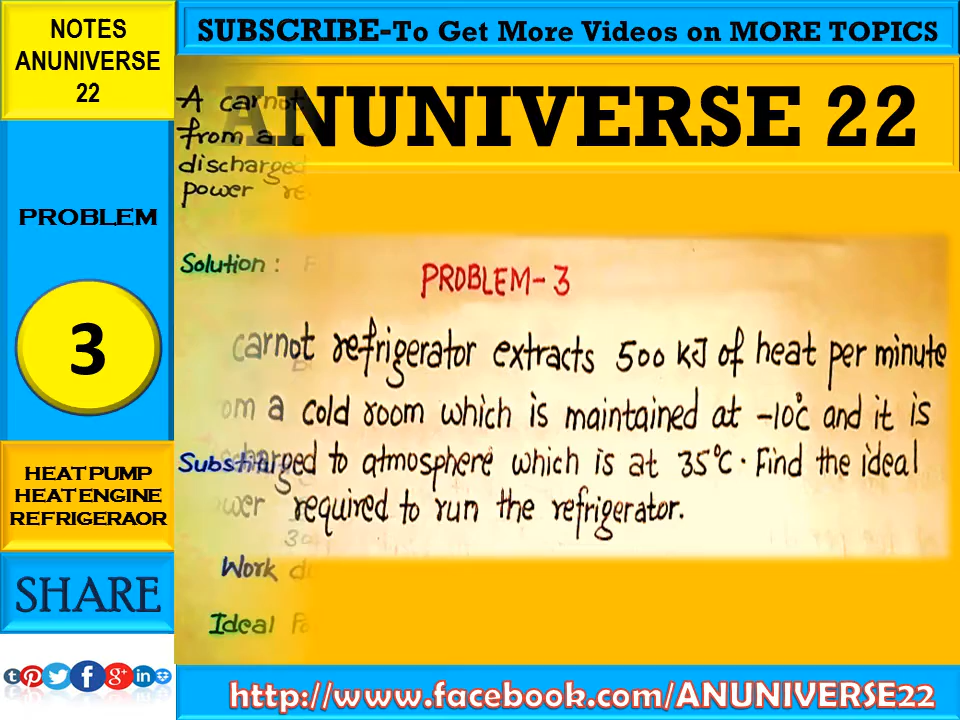 NOTES
ANUNIVERSE
22
SUBSCRIBE-To Get More Videos on MORE TOPICS
ANUNIVERSE 22
A carnot
from a
discharged
power re
PROBLEM
3
HEAT PUMP
HEAT ENGINE
REFRIGERAOR
SHARE
Solution :
PROBLEM-3
carnot refrigerator extracts 500 kJ of heat per minute
om a cold room which is maintained at -10°C and it is
charged to atmosphere which is at 35°C. Find the ideal
ower required to run the refrigerator.
Work
Ideal
http://www.facebook.com/ANUNIVERSE22